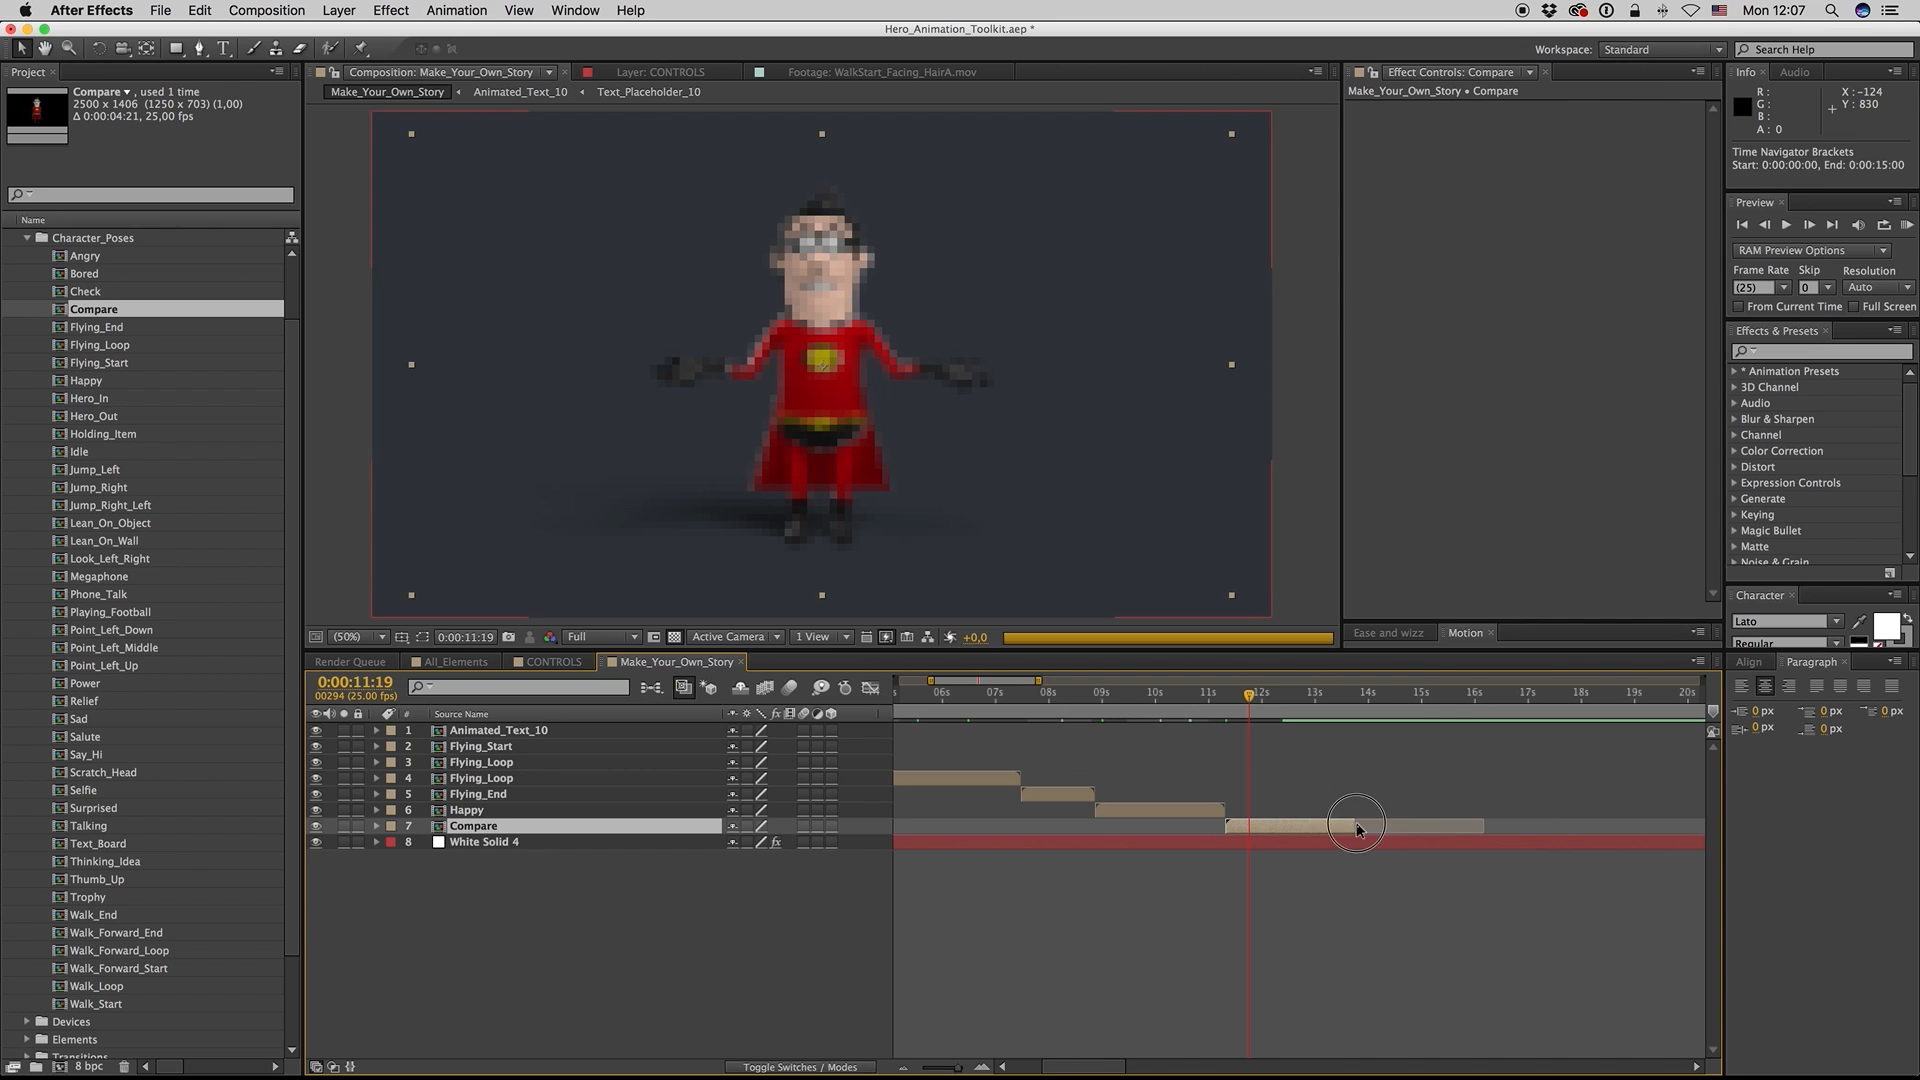 After Effects File Edit Composition Layer Effect Animation View Window Help Mon 12:07
Hero_Animation_Toolkit.aep *
Workspace: Standard Search Help
Project
Compare , used 1 time
2500 x 1406 (1250 x 703) (1,00)
Δ 0:00:04:21, 25,00 fps
Name
Character_Poses
Angry
Bored
Check
Compare
Flying_End
Flying_Loop
Flying_Start
Happy
Hero_In
Hero_Out
Holding_Item
Idle
Jump_Left
Jump_Right
Jump_Right_Left
Lean_On_Object
Lean_On_Wall
Look_Left_Right
Megaphone
Phone_Talk
Playing_Football
Point_Left_Down
Point_Left_Middle
Point_Left_Up
Power
Relief
Sad
Salute
Say_Hi
Scratch_Head
Selfie
Surprised
Talking
Text_Board
Thinking_Idea
Thumb_Up
Trophy
Walk_End
Walk_Forward_End
Walk_Forward_Loop
Walk_Forward_Start
Walk_Loop
Walk_Start
Devices
Elements
Transitions
8 bpc
Composition: Make_Your_Own_Story Layer: CONTROLS Footage: WalkStart_Facing_HairA.mov
Make_Your_Own_Story Animated_Text_10 Text_Placeholder_10
(50%) 0:00:11:19 Full Active Camera 1 View +0,0
Effect Controls: Compare
Make_Your_Own_Story • Compare
Ease and wizz Motion
Info Audio
R : X : -124
G : Y : 830
B :
A : 0
Time Navigator Brackets
Start: 0:00:00:00, End: 0:00:15:00
Preview
RAM Preview Options
Frame Rate Skip Resolution
(25) 0 Auto
From Current Time Full Screen
Effects & Presets
* Animation Presets
3D Channel
Audio
Blur & Sharpen
Channel
Color Correction
Distort
Expression Controls
Generate
Keying
Magic Bullet
Matte
Noise & Grain
Character
Lato
Regular
Align Paragraph
0 px 0 px 0 px
0 px 0 px
Render Queue All_Elements CONTROLS Make_Your_Own_Story
0:00:11:19
00294 (25.00 fps)
s 06s 07s 08s 09s 10s 11s 12s 13s 14s 15s 16s 17s 18s 19s 20s
# Source Name fx
1 Animated_Text_10
2 Flying_Start
3 Flying_Loop
4 Flying_Loop
5 Flying_End
6 Happy
7 Compare
8 White Solid 4 fx
Toggle Switches / Modes